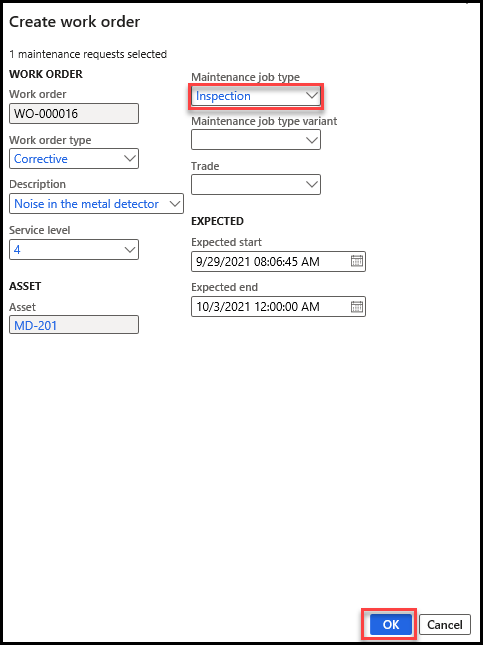 Create work order
1 maintenance requests selected
WORK ORDER
Work order
WO-000016
Work order type
Corrective
Description
Noise in the metal detector
Service level
4
ASSET
Asset
MD-201
Maintenance job type
Inspection
Maintenance job type variant
Trade
EXPECTED
Expected start
9/29/2021 08:06:45 AM
Expected end
10/3/2021 12:00:00 AM
OK
Cancel